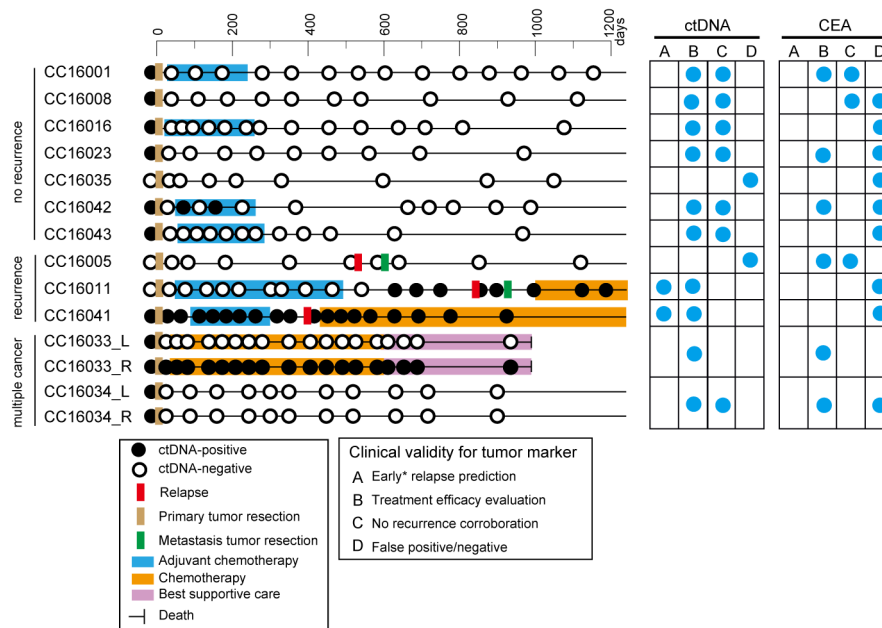 0 200 400 600 800 1000 1200
days
ctDNA CEA
A B C D A B C D
no recurrence
CC16001
CC16008
CC16016
CC16023
CC16035
CC16042
CC16043
recurrence
CC16005
CC16011
CC16041
multiple cancer
CC16033_L
CC16033_R
CC16034_L
CC16034_R
ctDNA-positive
ctDNA-negative
Relapse
Primary tumor resection
Metastasis tumor resection
Adjuvant chemotherapy
Chemotherapy
Best supportive care
Death
Clinical validity for tumor marker
A Early* relapse prediction
B Treatment efficacy evaluation
C No recurrence corroboration
D False positive/negative